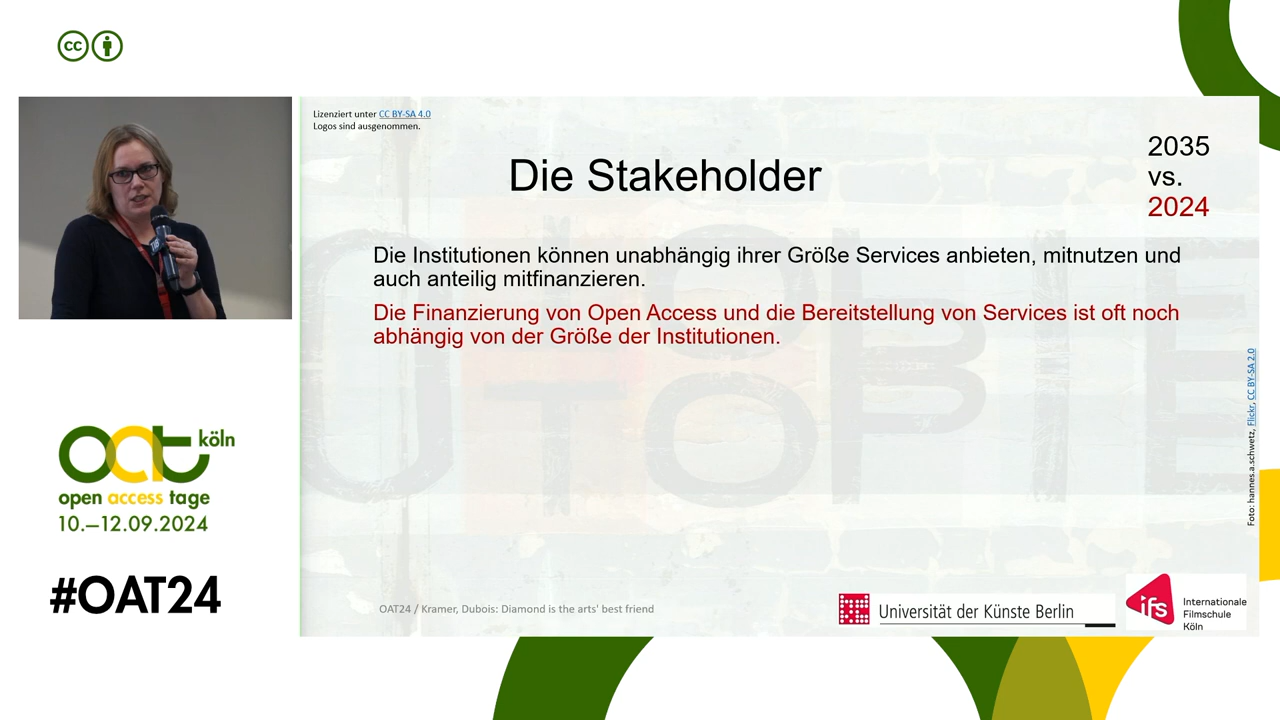 cc
Lizenziert unter CC BY-SA 4.0
Logos sind ausgenommen.
Die Stakeholder
2035
vs.
2024
Die Institutionen können unabhängig ihrer Größe Services anbieten, mitnutzen und
auch anteilig mitfinanzieren.
Die Finanzierung von Open Access und die Bereitstellung von Services ist oft noch
abhängig von der Größe der Institutionen.
UTOPIE
Foto: hannes.a.schwetz, Flickr, CC BY-SA 2.0
oat köln
open access tage
10.–12.09.2024
#OAT24
OAT24 / Kramer, Dubois: Diamond is the arts' best friend
Universität der Künste Berlin
ifs
Internationale
Filmschule
Köln